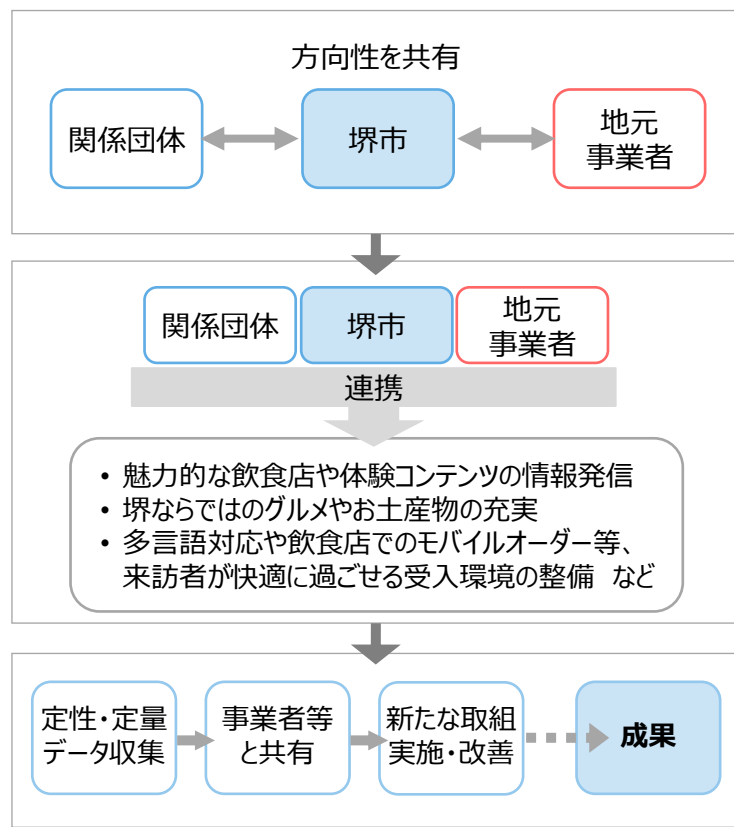 方向性を共有
関係団体
堺市
地元
事業者
関係団体
堺市
地元
事業者
連携
• 魅力的な飲食店や体験コンテンツの情報発信
• 堺ならではのグルメやお土産物の充実
• 多言語対応や飲食店でのモバイルオーダー等、
来訪者が快適に過ごせる受入環境の整備 など
定性・定量
データ収集
事業者等
と共有
新たな取組
実施・改善
成果